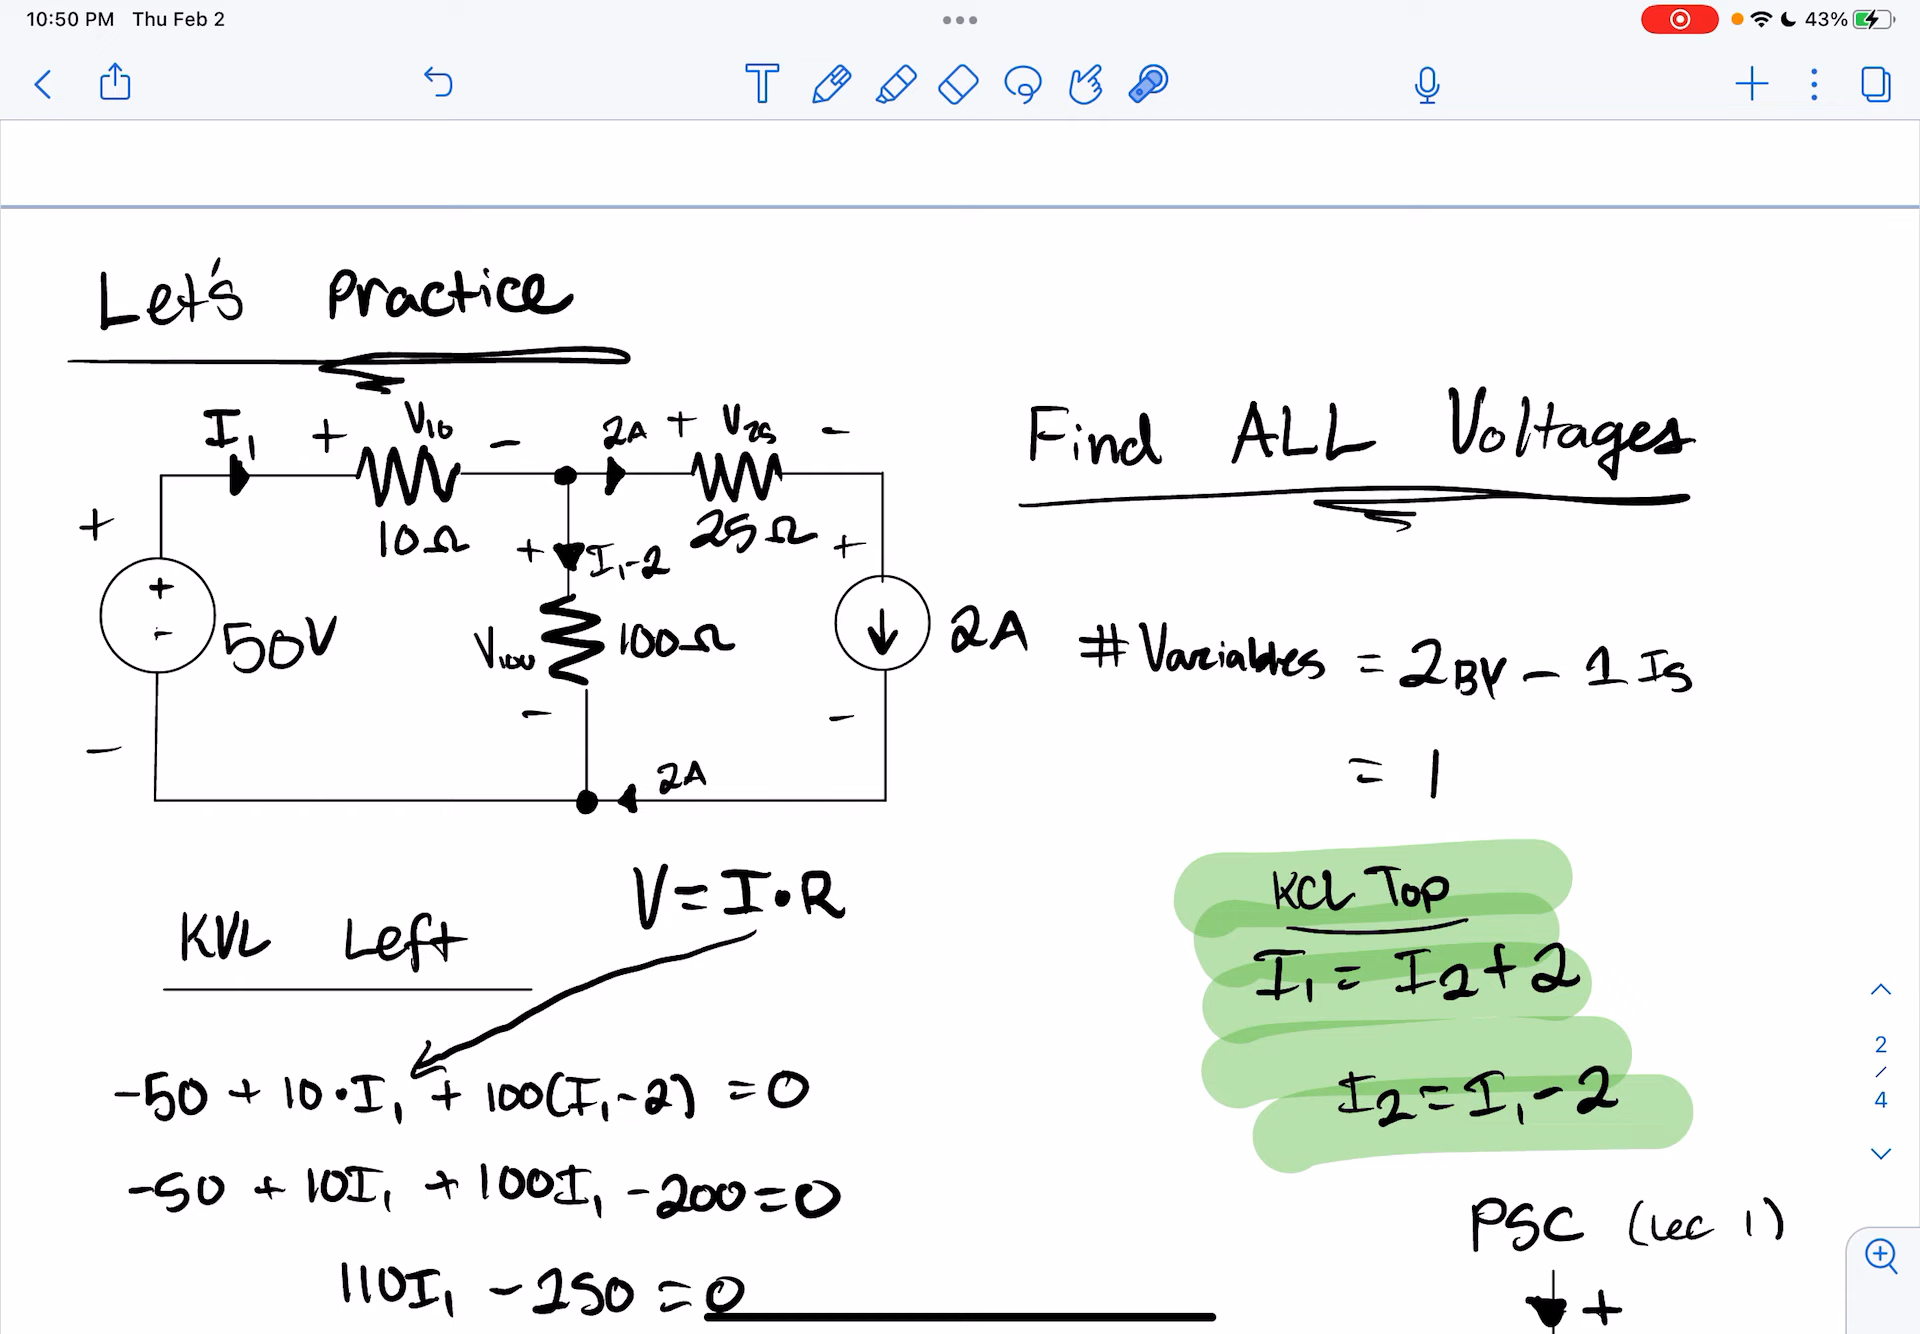 10:50 PM Thu Feb 2
43%
Let's Practice
Find ALL Voltages
I₁ + V₁₀ - 2A + V₂₅ -
10Ω 25Ω
+ + I₁-2 +
+
-
50V
V₁₀₀ 100Ω
2A
- - -
2A
# Variables = 2BV - 1Is
= 1
V = I•R
KVL Left
-50 + 10•I₁ + 100(I₁-2) = 0
-50 + 10I₁ + 100I₁ - 200 = 0
110I₁ - 250 = 0
KCL Top
I₁ = I2 + 2
I2 = I₁ - 2
PSC (Lec 1)
+
2
/
4